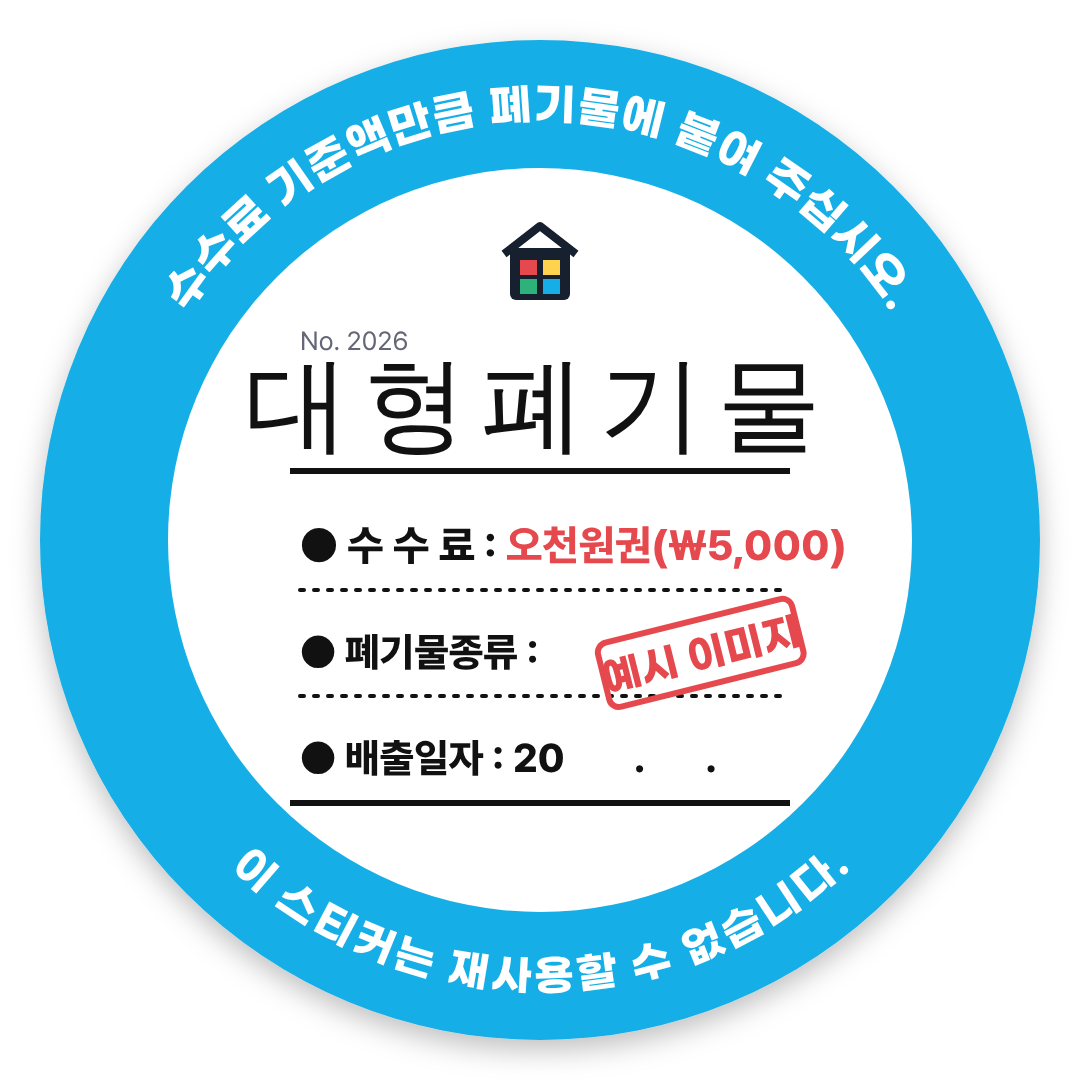 수수료 기준액만큼 폐기물에 붙여 주십시오.
No. 2026
대형폐기물
● 수 수 료 : 오천원권(₩5,000)
● 폐기물종류 :
예시 이미지
● 배출일자 : 20 . .
이 스티커는 재사용할 수 없습니다.